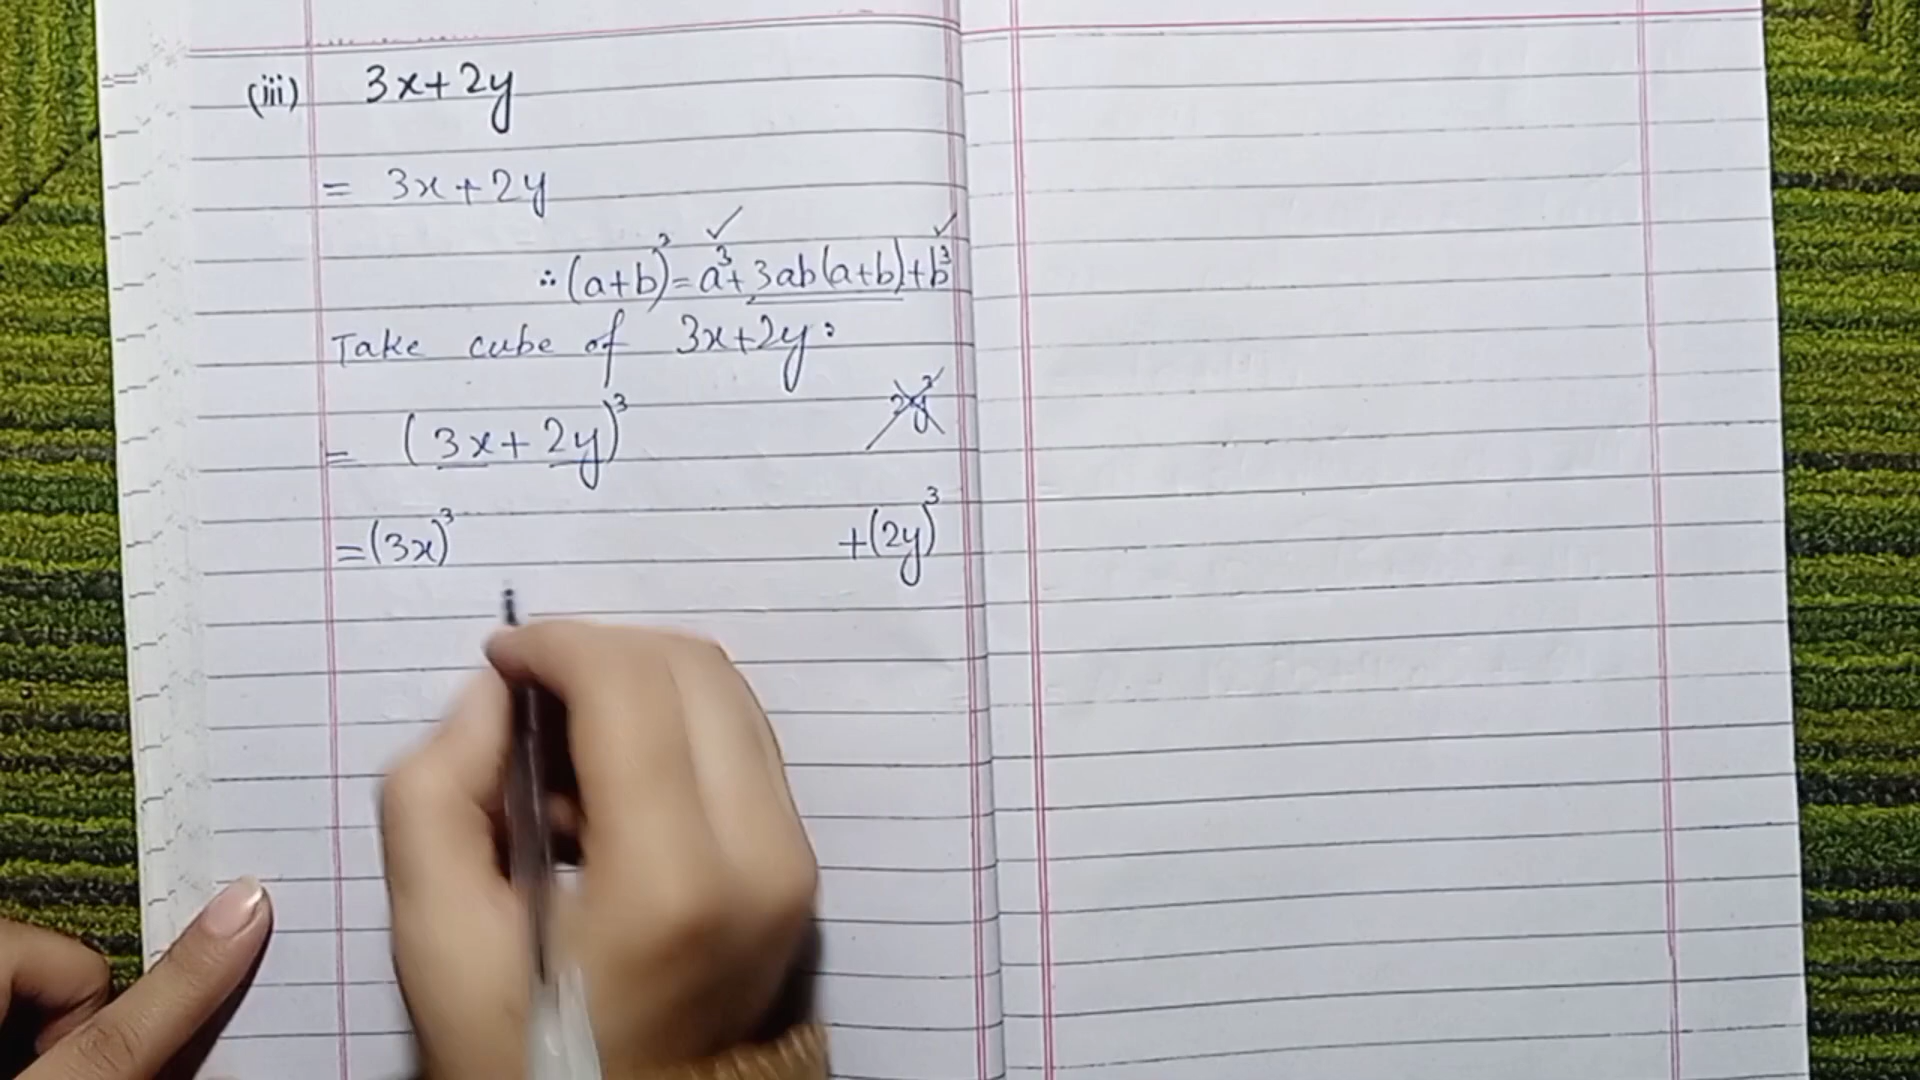 (iii) 3x+2y
= 3x+2y
∴ (a+b)³ = a³+3ab(a+b)+b³
Take cube of 3x+2y:
= (3x+2y)³
=(3x)³ +(2y)³